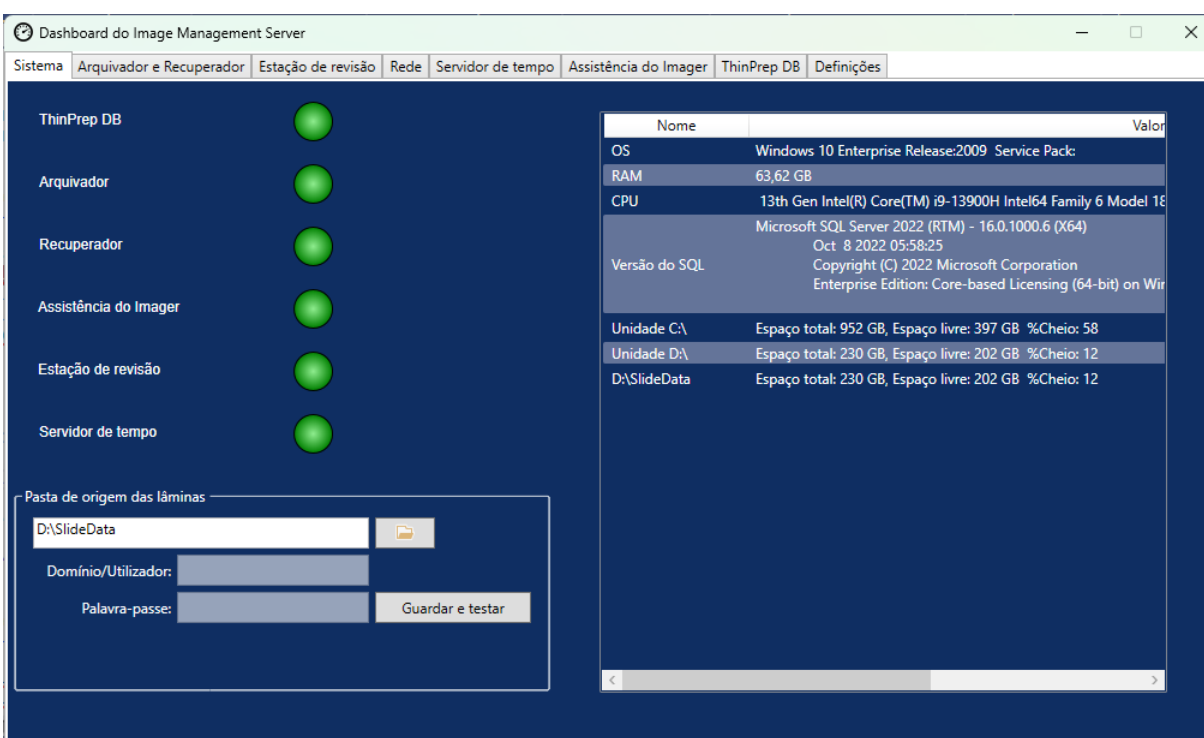 Dashboard do Image Management Server
Sistema Arquivador e Recuperador Estação de revisão Rede Servidor de tempo Assistência do Imager ThinPrep DB Definições
ThinPrep DB
Arquivador
Recuperador
Assistência do Imager
Estação de revisão
Servidor de tempo
Pasta de origem das lâminas
D:\SlideData
Domínio/Utilizador:
Palavra-passe: Guardar e testar
Nome Valor
OS Windows 10 Enterprise Release:2009 Service Pack:
RAM 63,62 GB
CPU 13th Gen Intel(R) Core(TM) i9-13900H Intel64 Family 6 Model 18
Versão do SQL
Microsoft SQL Server 2022 (RTM) - 16.0.1000.6 (X64)
Oct 8 2022 05:58:25
Copyright (C) 2022 Microsoft Corporation
Enterprise Edition: Core-based Licensing (64-bit) on Wir
Unidade C:\ Espaço total: 952 GB, Espaço livre: 397 GB %Cheio: 58
Unidade D:\ Espaço total: 230 GB, Espaço livre: 202 GB %Cheio: 12
D:\SlideData Espaço total: 230 GB, Espaço livre: 202 GB %Cheio: 12